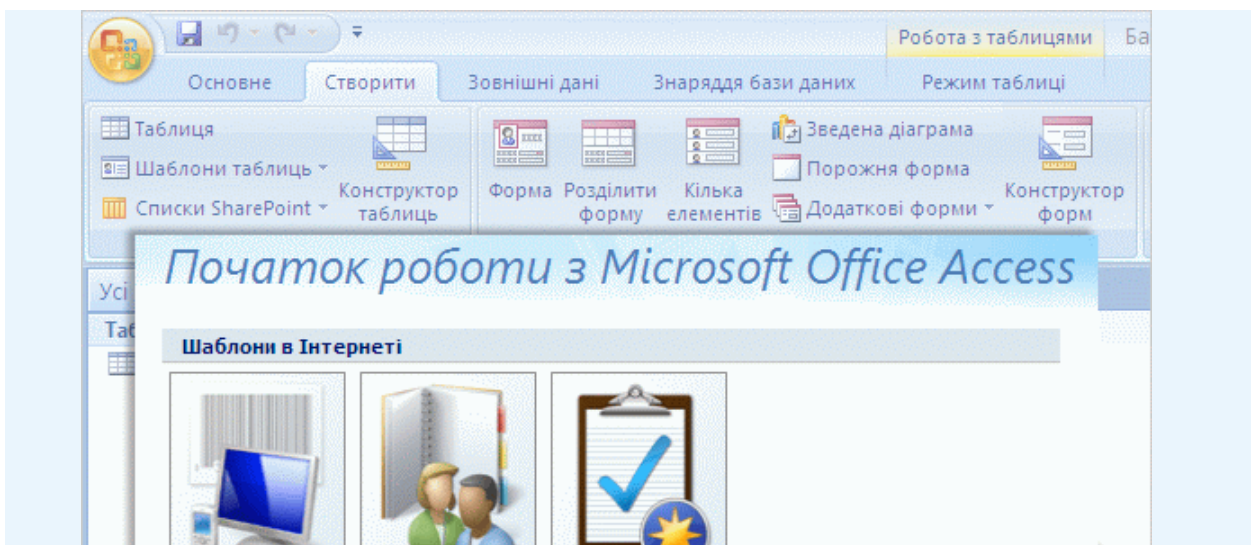 Робота з таблицями Ба
Основне Створити Зовнішні дані Знаряддя бази даних Режим таблиці
Таблиця
Шаблони таблиць
Списки SharePoint
Конструктор
таблиць
Форма
Розділити
форму
Кілька
елементів
Зведена діаграма
Порожня форма
Додаткові форми
Конструктор
форм
Початок роботи з Microsoft Office Access
Усі
Таб
Шаблони в Інтернеті